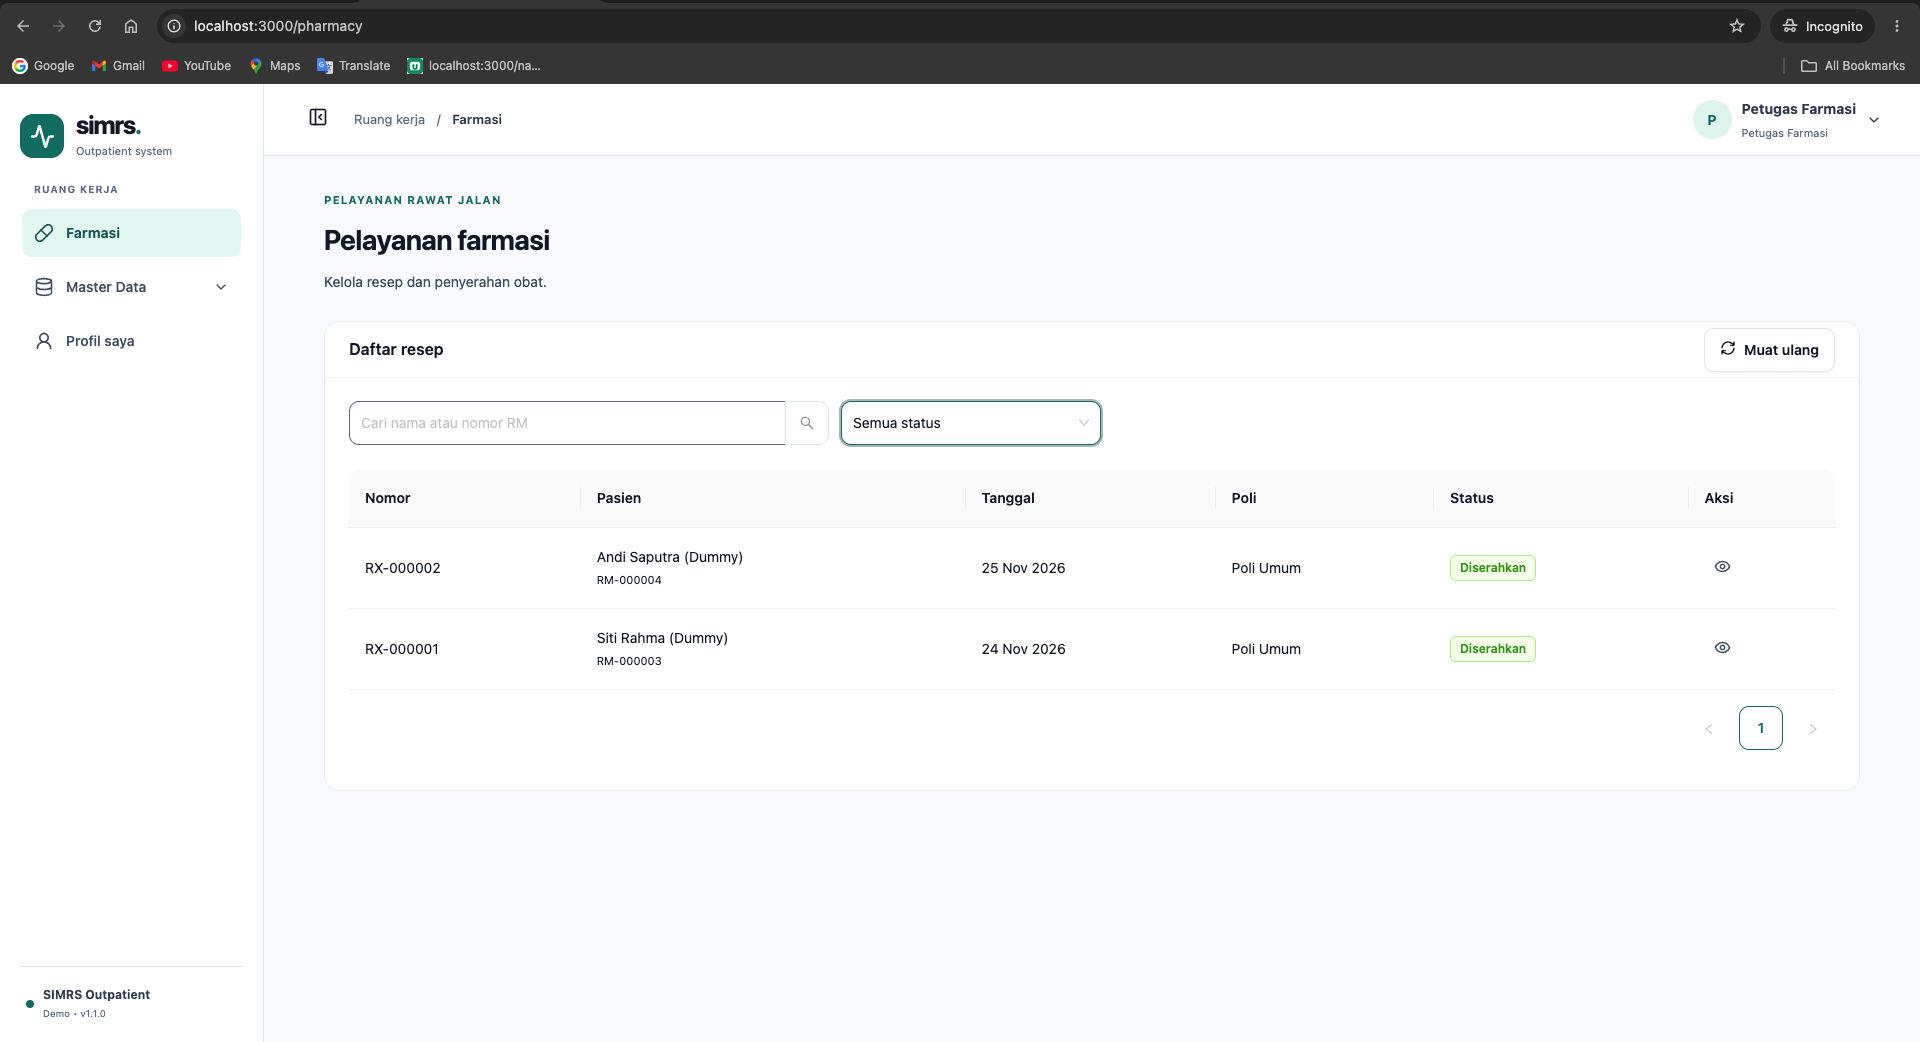 localhost:3000/pharmacy
Incognito
Google
Gmail
YouTube
Maps
Translate
localhost:3000/na...
All Bookmarks
simrs.
Outpatient system
RUANG KERJA
Farmasi
Master Data
Profil saya
SIMRS Outpatient
Demo • v1.1.0
Ruang kerja / Farmasi
P
Petugas Farmasi
Petugas Farmasi
PELAYANAN RAWAT JALAN
Pelayanan farmasi
Kelola resep dan penyerahan obat.
Daftar resep
Muat ulang
Cari nama atau nomor RM
Semua status
Nomor Pasien Tanggal Poli Status Aksi
RX-000002 Andi Saputra (Dummy) 25 Nov 2026 Poli Umum Diserahkan
RM-000004
RX-000001 Siti Rahma (Dummy) 24 Nov 2026 Poli Umum Diserahkan
RM-000003
< 1 >